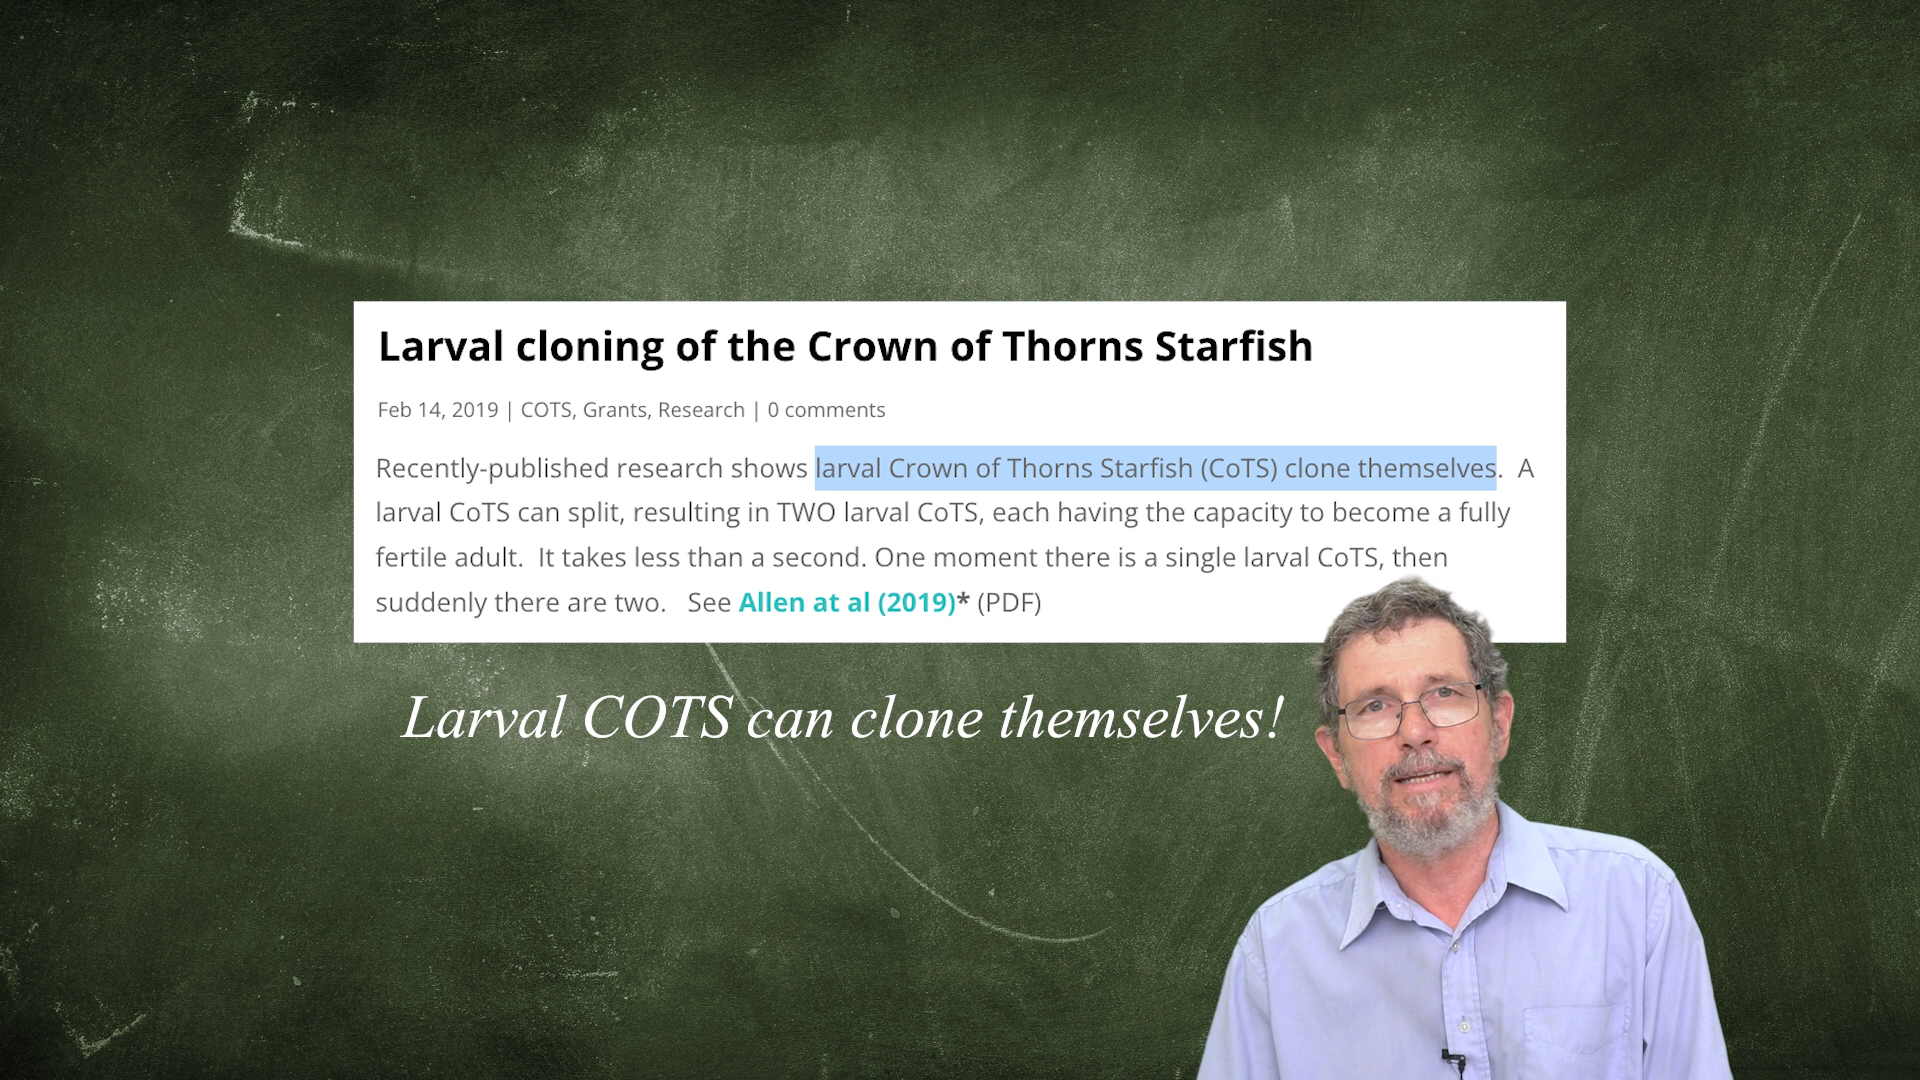 Larval cloning of the Crown of Thorns Starfish
Feb 14, 2019 | COTS, Grants, Research | 0 comments
Recently-published research shows larval Crown of Thorns Starfish (CoTS) clone themselves.  A
larval CoTS can split, resulting in TWO larval CoTS, each having the capacity to become a fully
fertile adult.  It takes less than a second. One moment there is a single larval CoTS, then
suddenly there are two.   See Allen at al (2019)* (PDF)
Larval COTS can clone themselves!